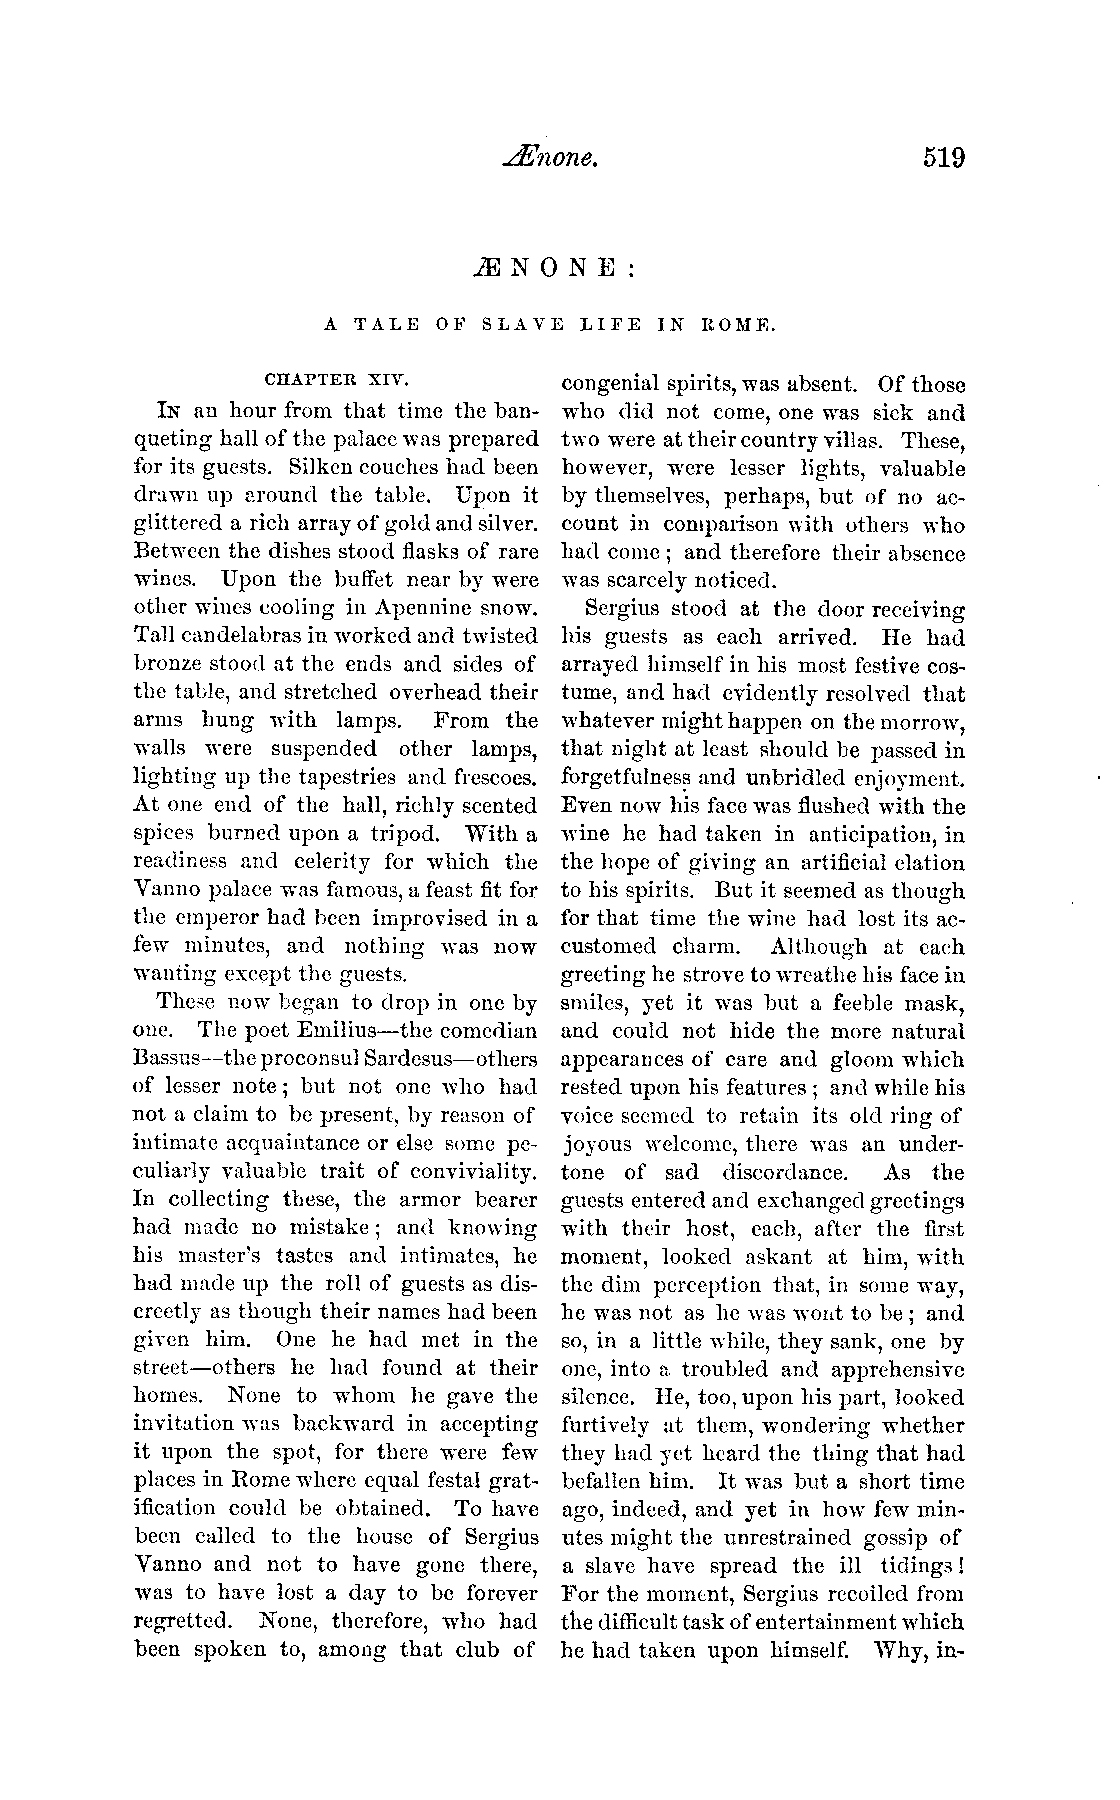 Ænone. 519
ÆNONE:
A TALE OF SLAVE LIFE IN ROME.
CHAPTER XIV.
In an hour from that time the ban-
queting hall of the palace was prepared
for its guests. Silken couches had been
drawn up around the table. Upon it
glittered a rich array of gold and silver.
Between the dishes stood flasks of rare
wines. Upon the buffet near by were
other wines cooling in Apennine snow.
Tall candelabras in worked and twisted
bronze stood at the ends and sides of
the table, and stretched overhead their
arms hung with lamps. From the
walls were suspended other lamps,
lighting up the tapestries and frescoes.
At one end of the hall, richly scented
spices burned upon a tripod. With a
readiness and celerity for which the
Vanno palace was famous, a feast fit for
the emperor had been improvised in a
few minutes, and nothing was now
wanting except the guests.
These now began to drop in one by
one. The poet Emilius—the comedian
Bassus—the proconsul Sardesus—others
of lesser note; but not one who had
not a claim to be present, by reason of
intimate acquaintance or else some pe-
culiarly valuable trait of conviviality.
In collecting these, the armor bearer
had made no mistake; and knowing
his master's tastes and intimates, he
had made up the roll of guests as dis-
creetly as though their names had been
given him. One he had met in the
street—others he had found at their
homes. None to whom he gave the
invitation was backward in accepting
it upon the spot, for there were few
places in Rome where equal festal grat-
ification could be obtained. To have
been called to the house of Sergius
Vanno and not to have gone there,
was to have lost a day to be forever
regretted. None, therefore, who had
been spoken to, among that club of
congenial spirits, was absent. Of those
who did not come, one was sick and
two were at their country villas. These,
however, were lesser lights, valuable
by themselves, perhaps, but of no ac-
count in comparison with others who
had come; and therefore their absence
was scarcely noticed.
Sergius stood at the door receiving
his guests as each arrived. He had
arrayed himself in his most festive cos-
tume, and had evidently resolved that
whatever might happen on the morrow,
that night at least should be passed in
forgetfulness and unbridled enjoyment.
Even now his face was flushed with the
wine he had taken in anticipation, in
the hope of giving an artificial elation
to his spirits. But it seemed as though
for that time the wine had lost its ac-
customed charm. Although at each
greeting he strove to wreathe his face in
smiles, yet it was but a feeble mask,
and could not hide the more natural
appearances of care and gloom which
rested upon his features; and while his
voice seemed to retain its old ring of
joyous welcome, there was an under-
tone of sad discordance. As the
guests entered and exchanged greetings
with their host, each, after the first
moment, looked askant at him, with
the dim perception that, in some way,
he was not as he was wont to be; and
so, in a little while, they sank, one by
one, into a troubled and apprehensive
silence. He, too, upon his part, looked
furtively at them, wondering whether
they had yet heard the thing that had
befallen him. It was but a short time
ago, indeed, and yet in how few min-
utes might the unrestrained gossip of
a slave have spread the ill tidings!
For the moment, Sergius recoiled from
the difficult task of entertainment which
he had taken upon himself. Why, in-